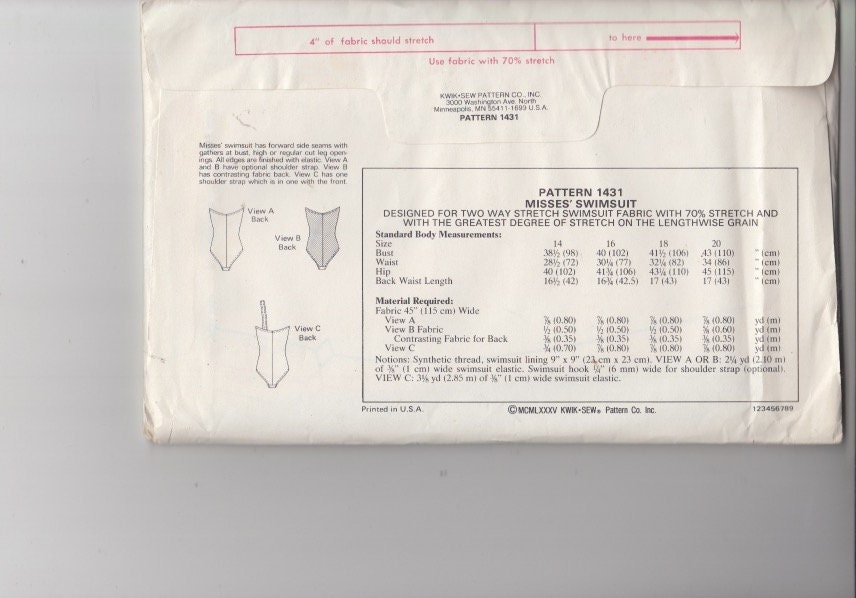 4" of fabric should stretch to here
Use fabric with 70% stretch
KWIK•SEW PATTERN CO., INC.
3000 Washington Ave. North
Minneapolis, MN 55411-1699 U.S.A.
PATTERN 1431
Misses' swimsuit has forward side seams with
gathers at bust, high or regular cut leg open-
ings. All edges are finished with elastic. View A
and B have optional shoulder strap. View B
has contrasting fabric back. View C has one
shoulder strap which is in one with the front.
View A
Back
View B
Back
View C
Back
PATTERN 1431
MISSES' SWIMSUIT
DESIGNED FOR TWO WAY STRETCH SWIMSUIT FABRIC WITH 70% STRETCH AND
WITH THE GREATEST DEGREE OF STRETCH ON THE LENGTHWISE GRAIN
Standard Body Measurements:
Size 14 16 18 20
Bust 38½ (98) 40 (102) 41½ (106) 43 (110) " (cm)
Waist 28½ (72) 30¼ (77) 32¼ (82) 34 (86) " (cm)
Hip 40 (102) 41¾ (106) 43¼ (110) 45 (115) " (cm)
Back Waist Length 16½ (42) 16¾ (42.5) 17 (43) 17 (43) " (cm)
Material Required:
Fabric 45" (115 cm) Wide
View A ⅞ (0.80) ⅞ (0.80) ⅞ (0.80) ⅞ (0.80) yd (m)
View B Fabric ½ (0.50) ½ (0.50) ½ (0.50) ⅝ (0.60) yd (m)
Contrasting Fabric for Back ⅜ (0.35) ⅜ (0.35) ⅜ (0.35) ⅜ (0.35) yd (m)
View C ¾ (0.70) ⅞ (0.80) ⅞ (0.80) ⅞ (0.80) yd (m)
Notions: Synthetic thread, swimsuit lining 9" x 9" (23 cm x 23 cm). VIEW A OR B: 2¼ yd (2.10 m)
of ⅜" (1 cm) wide swimsuit elastic. Swimsuit hook ¼" (6 mm) wide for shoulder strap (optional).
VIEW C: 3⅛ yd (2.85 m) of ⅜" (1 cm) wide swimsuit elastic.
Printed in U.S.A. ©MCMLXXXV KWIK•SEW® Pattern Co. Inc. 123456789